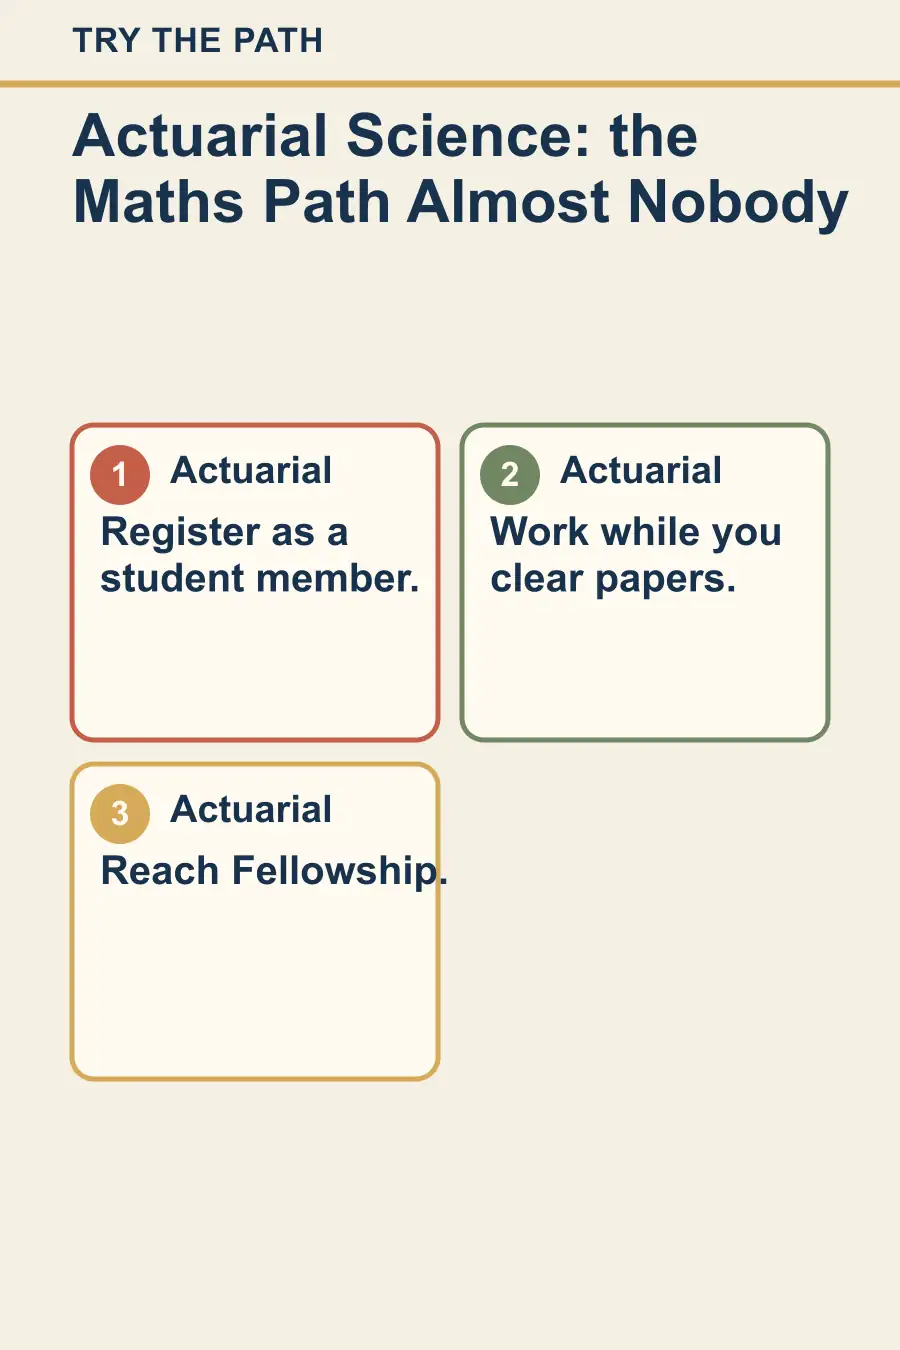 TRY THE PATH
Actuarial Science: the
Maths Path Almost Nobody
1 Actuarial
Register as a
student member.
2 Actuarial
Work while you
clear papers.
3 Actuarial
Reach Fellowship.